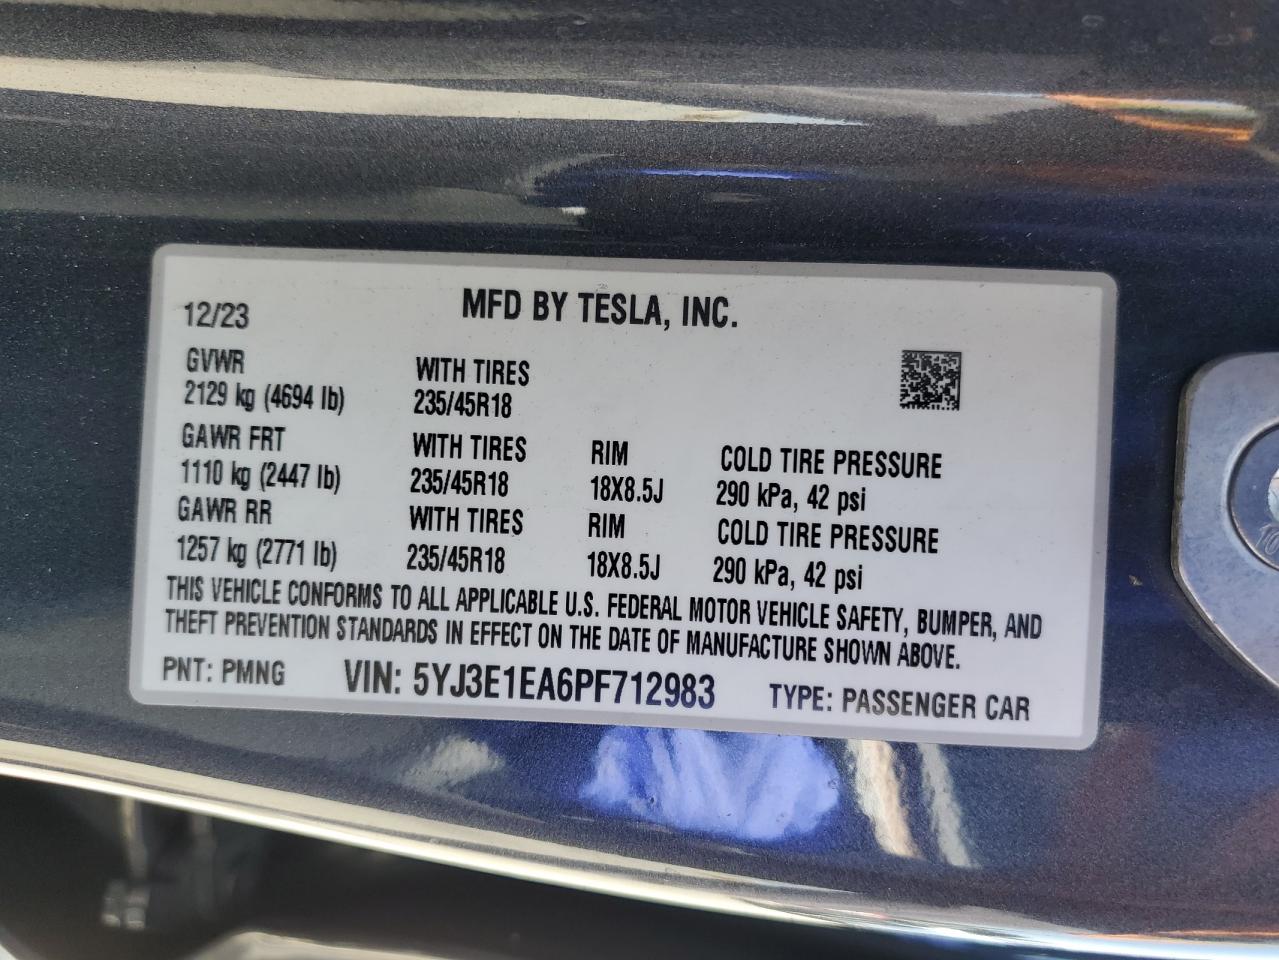 12/23 MFD BY TESLA, INC.
GVWR WITH TIRES
2129 kg (4694 lb) 235/45R18
GAWR FRT WITH TIRES RIM COLD TIRE PRESSURE
1110 kg (2447 lb) 235/45R18 18X8.5J 290 kPa, 42 psi
GAWR RR WITH TIRES RIM COLD TIRE PRESSURE
1257 kg (2771 lb) 235/45R18 18X8.5J 290 kPa, 42 psi
THIS VEHICLE CONFORMS TO ALL APPLICABLE U.S. FEDERAL MOTOR VEHICLE SAFETY, BUMPER, AND
THEFT PREVENTION STANDARDS IN EFFECT ON THE DATE OF MANUFACTURE SHOWN ABOVE.
PNT: PMNG VIN: 5YJ3E1EA6PF712983 TYPE: PASSENGER CAR